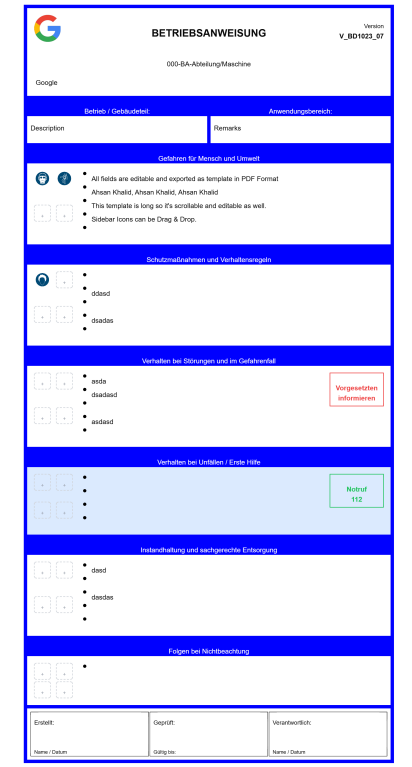 BETRIEBSANWEISUNG
Version
V_BD1023_07
000-BA-Abteilung/Maschine
Google
Betrieb / Gebäudeteil:
Anwendungsbereich:
Description
Remarks
Gefahren für Mensch und Umwelt
All fields are editable and exported as template in PDF Format
Ahsan Khalid, Ahsan Khalid, Ahsan Khalid
This template is long so it's scrollable and editable as well.
Sidebar Icons can be Drag & Drop.
Schutzmaßnahmen und Verhaltensregeln
ddasd
dsadas
Verhalten bei Störungen und im Gefahrenfall
asda
dsadasd
asdasd
Vorgesetzten
informieren
Verhalten bei Unfällen / Erste Hilfe
Notruf
112
Instandhaltung und sachgerechte Entsorgung
dasd
dasdas
Folgen bei Nichtbeachtung
Erstellt:
Geprüft:
Verantwortlich:
Name / Datum
Gültig bis:
Name / Datum